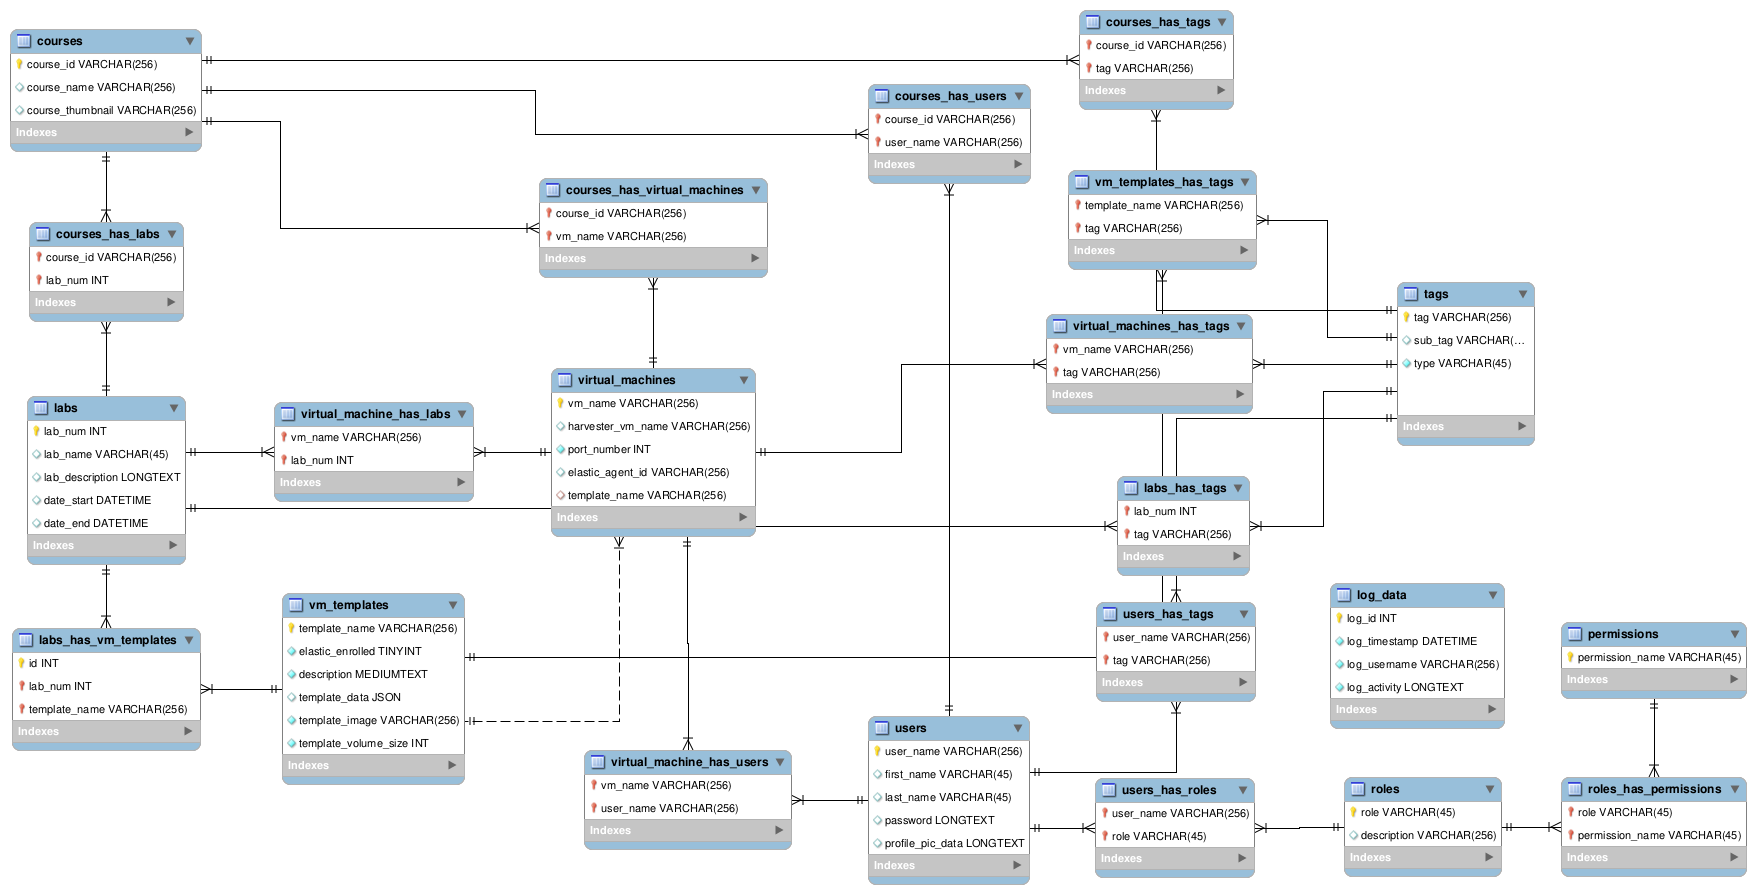 courses
course_id VARCHAR(256)
course_name VARCHAR(256)
course_thumbnail VARCHAR(256)
Indexes
courses_has_tags
course_id VARCHAR(256)
tag VARCHAR(256)
Indexes
courses_has_users
course_id VARCHAR(256)
user_name VARCHAR(256)
Indexes
courses_has_virtual_machines
course_id VARCHAR(256)
vm_name VARCHAR(256)
Indexes
vm_templates_has_tags
template_name VARCHAR(256)
tag VARCHAR(256)
Indexes
courses_has_labs
course_id VARCHAR(256)
lab_num INT
Indexes
tags
tag VARCHAR(256)
sub_tag VARCHAR(...
type VARCHAR(45)
Indexes
virtual_machines_has_tags
vm_name VARCHAR(256)
tag VARCHAR(256)
Indexes
virtual_machines
vm_name VARCHAR(256)
harvester_vm_name VARCHAR(256)
port_number INT
elastic_agent_id VARCHAR(256)
template_name VARCHAR(256)
Indexes
labs
lab_num INT
lab_name VARCHAR(45)
lab_description LONGTEXT
date_start DATETIME
date_end DATETIME
Indexes
virtual_machine_has_labs
vm_name VARCHAR(256)
lab_num INT
Indexes
labs_has_tags
lab_num INT
tag VARCHAR(256)
Indexes
vm_templates
template_name VARCHAR(256)
elastic_enrolled TINYINT
description MEDIUMTEXT
template_data JSON
template_image VARCHAR(256)
template_volume_size INT
Indexes
labs_has_vm_templates
id INT
lab_num INT
template_name VARCHAR(256)
Indexes
users_has_tags
user_name VARCHAR(256)
tag VARCHAR(256)
Indexes
log_data
log_id INT
log_timestamp DATETIME
log_username VARCHAR(256)
log_activity LONGTEXT
Indexes
permissions
permission_name VARCHAR(45)
Indexes
virtual_machine_has_users
vm_name VARCHAR(256)
user_name VARCHAR(256)
Indexes
users
user_name VARCHAR(256)
first_name VARCHAR(45)
last_name VARCHAR(45)
password LONGTEXT
profile_pic_data LONGTEXT
Indexes
users_has_roles
user_name VARCHAR(256)
role VARCHAR(45)
Indexes
roles
role VARCHAR(45)
description VARCHAR(256)
Indexes
roles_has_permissions
role VARCHAR(45)
permission_name VARCHAR(45)
Indexes